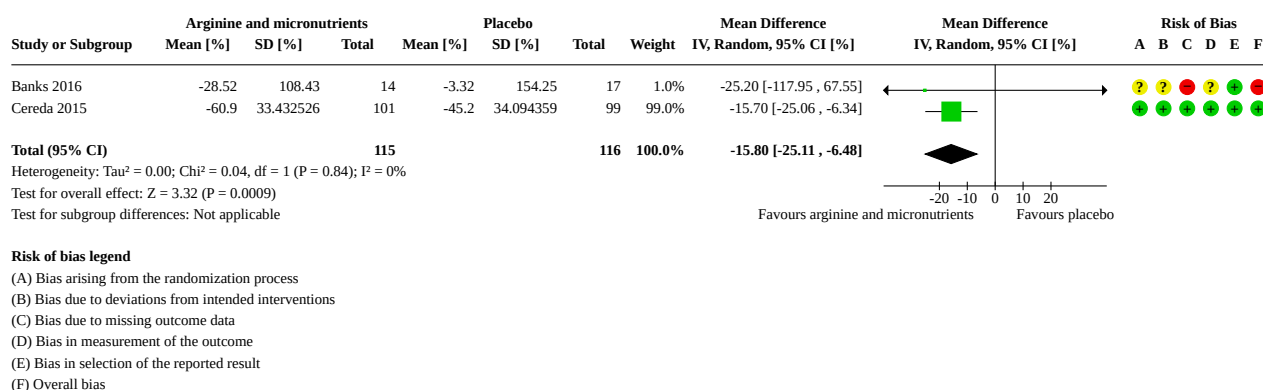 Arginine and micronutrients Placebo Mean Difference Mean Difference Risk of Bias
Study or Subgroup Mean [%] SD [%] Total Mean [%] SD [%] Total Weight IV, Random, 95% CI [%] IV, Random, 95% CI [%] A B C D E F
Banks 2016 -28.52 108.43 14 -3.32 154.25 17 1.0% -25.20 [-117.95 , 67.55] ? ? − ? + −
Cereda 2015 -60.9 33.432526 101 -45.2 34.094359 99 99.0% -15.70 [-25.06 , -6.34] + + + + + +
Total (95% CI) 115 116 100.0% -15.80 [-25.11 , -6.48]
Heterogeneity: Tau² = 0.00; Chi² = 0.04, df = 1 (P = 0.84); I² = 0%
Test for overall effect: Z = 3.32 (P = 0.0009) -20 -10 0 10 20
Test for subgroup differences: Not applicable Favours arginine and micronutrients Favours placebo
Risk of bias legend
(A) Bias arising from the randomization process
(B) Bias due to deviations from intended interventions
(C) Bias due to missing outcome data
(D) Bias in measurement of the outcome
(E) Bias in selection of the reported result
(F) Overall bias